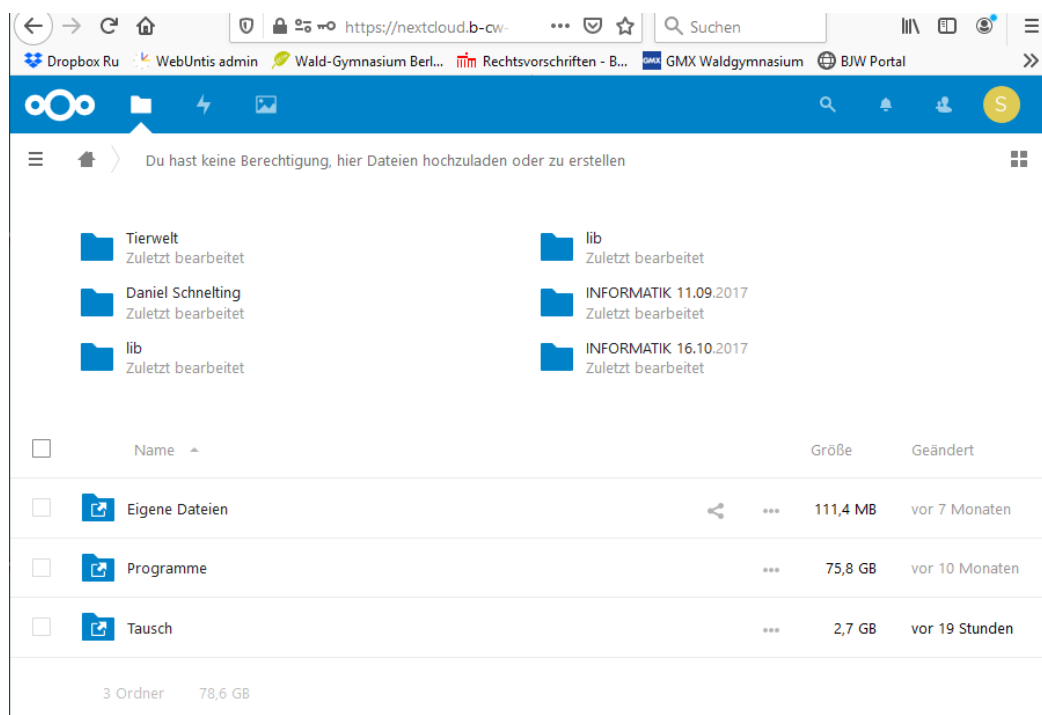 https://nextcloud.b-cw-
Suchen
Dropbox Ru WebUntis admin Wald-Gymnasium Berl... Rechtsvorschriften - B... GMX GMX Waldgymnasium BJW Portal
S
Du hast keine Berechtigung, hier Dateien hochzuladen oder zu erstellen
Tierwelt
Zuletzt bearbeitet
lib
Zuletzt bearbeitet
Daniel Schnelting
Zuletzt bearbeitet
INFORMATIK 11.09.2017
Zuletzt bearbeitet
lib
Zuletzt bearbeitet
INFORMATIK 16.10.2017
Zuletzt bearbeitet
Name Größe Geändert
Eigene Dateien 111,4 MB vor 7 Monaten
Programme 75,8 GB vor 10 Monaten
Tausch 2,7 GB vor 19 Stunden
3 Ordner 78,6 GB